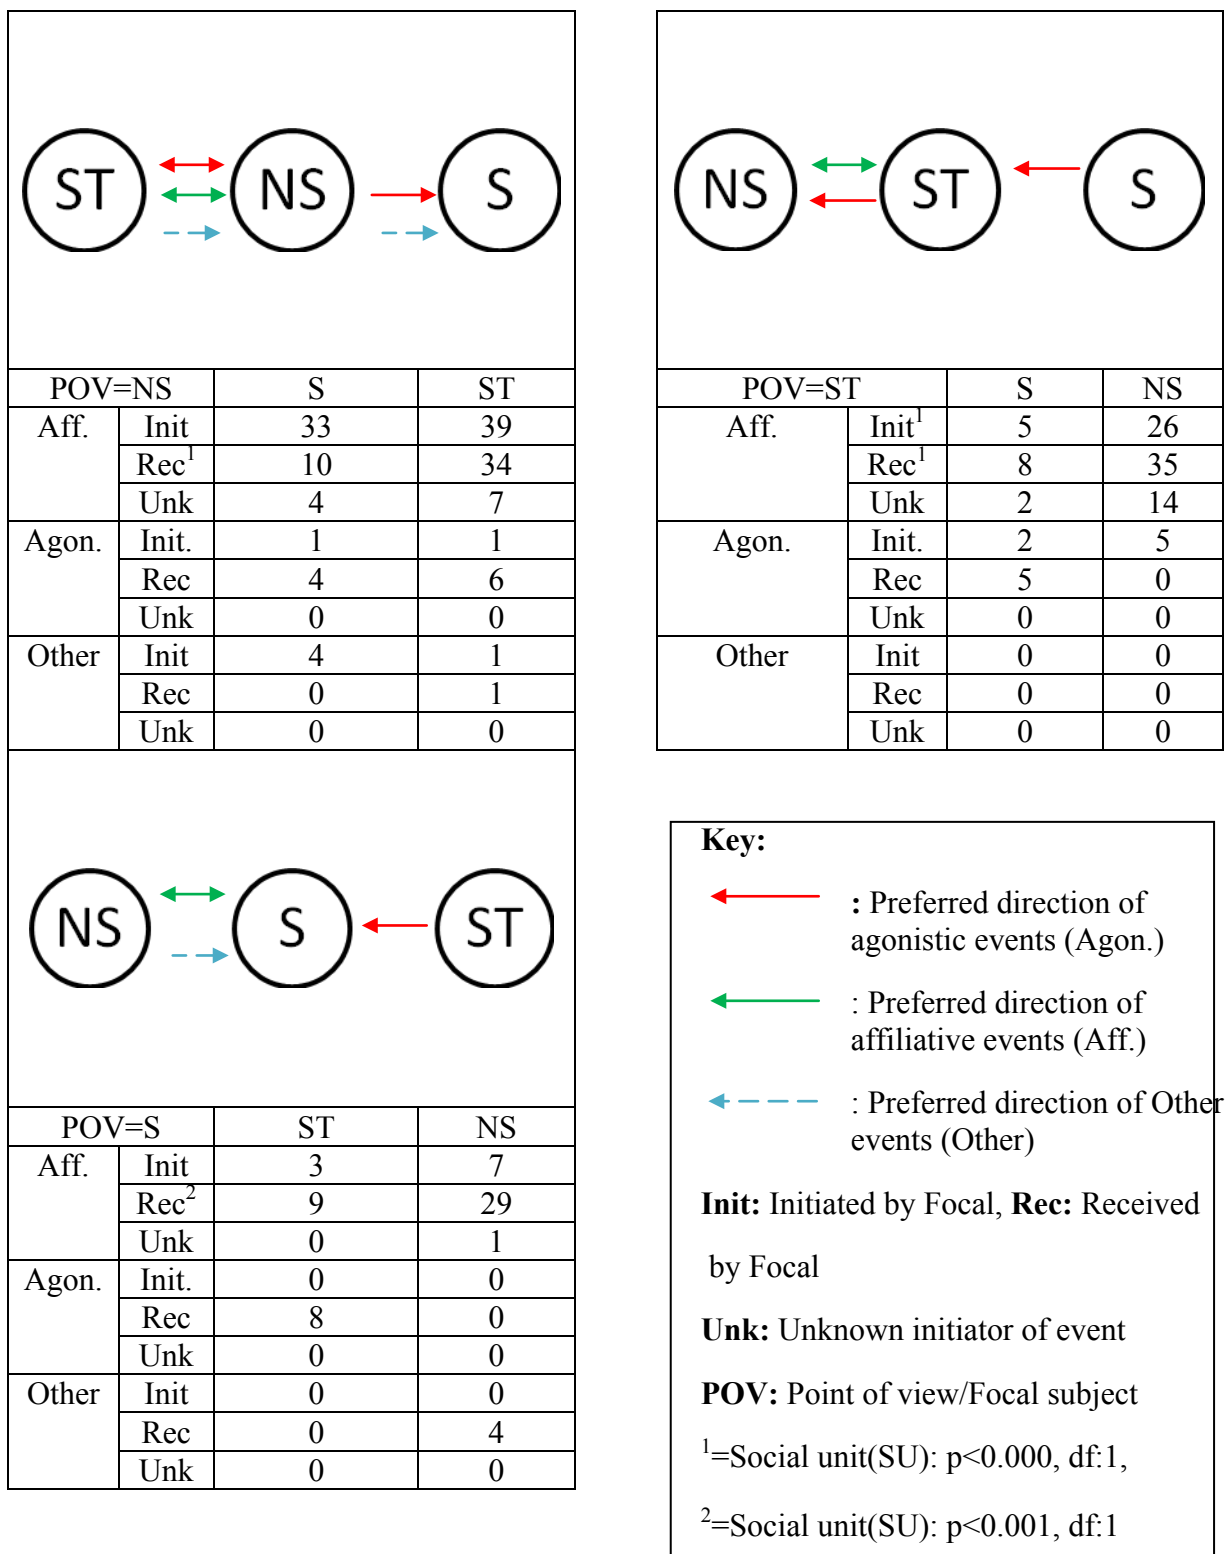 ST NS S
POV=NS S ST
Aff. Init 33 39
Rec¹ 10 34
Unk 4 7
Agon. Init. 1 1
Rec 4 6
Unk 0 0
Other Init 4 1
Rec 0 1
Unk 0 0
NS S ST
POV=S ST NS
Aff. Init 3 7
Rec² 9 29
Unk 0 1
Agon. Init. 0 0
Rec 8 0
Unk 0 0
Other Init 0 0
Rec 0 4
Unk 0 0
NS ST S
POV=ST S NS
Aff. Init¹ 5 26
Rec¹ 8 35
Unk 2 14
Agon. Init. 2 5
Rec 5 0
Unk 0 0
Other Init 0 0
Rec 0 0
Unk 0 0
Key:
: Preferred direction of
agonistic events (Agon.)
: Preferred direction of
affiliative events (Aff.)
: Preferred direction of Other
events (Other)
Init: Initiated by Focal, Rec: Received
by Focal
Unk: Unknown initiator of event
POV: Point of view/Focal subject
¹=Social unit(SU): p<0.000, df:1,
²=Social unit(SU): p<0.001, df:1